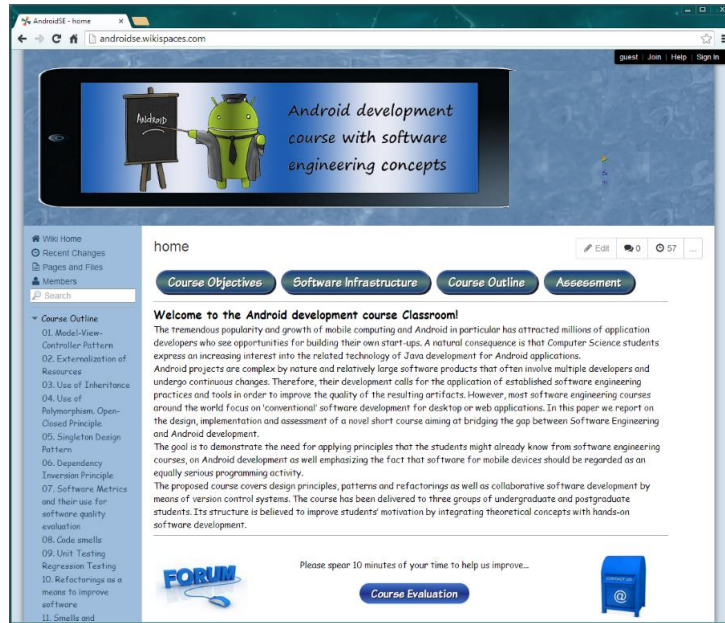 AndroidSE - home
androidse.wikispaces.com
guest | Join | Help | Sign In
Android
Android development
course with software
engineering concepts
Wiki Home
Recent Changes
Pages and Files
Members
Search
Course Outline
01. Model-View-
Controller Pattern
02. Externalization of
Resources
03. Use of Inheritance
04. Use of
Polymorphism. Open-
Closed Principle
05. Singleton Design
Pattern
06. Dependency
Inversion Principle
07. Software Metrics
and their use for
software quality
evaluation
08. Code smells
09. Unit Testing
Regression Testing
10. Refactorings as a
means to improve
software
11. Smells and
home
Edit 0 57 ...
Course Objectives Software Infrastructure Course Outline Assessment
Welcome to the Android development course Classroom!
The tremendous popularity and growth of mobile computing and Android in particular has attracted millions of application
developers who see opportunities for building their own start-ups. A natural consequence is that Computer Science students
express an increasing interest into the related technology of Java development for Android applications.
Android projects are complex by nature and relatively large software products that often involve multiple developers and
undergo continuous changes. Therefore, their development calls for the application of established software engineering
practices and tools in order to improve the quality of the resulting artifacts. However, most software engineering courses
around the world focus on 'conventional' software development for desktop or web applications. In this paper we report on
the design, implementation and assessment of a novel short course aiming at bridging the gap between Software Engineering
and Android development.
The goal is to demonstrate the need for applying principles that the students might already know from software engineering
courses, on Android development as well emphasizing the fact that software for mobile devices should be regarded as an
equally serious programming activity.
The proposed course covers design principles, patterns and refactorings as well as collaborative software development by
means of version control systems. The course has been delivered to three groups of undergraduate and postgraduate
students. Its structure is believed to improve students' motivation by integrating theoretical concepts with hands-on
software development.
FORUM
Please spear 10 minutes of your time to help us improve...
Course Evaluation
CONTACT US
@